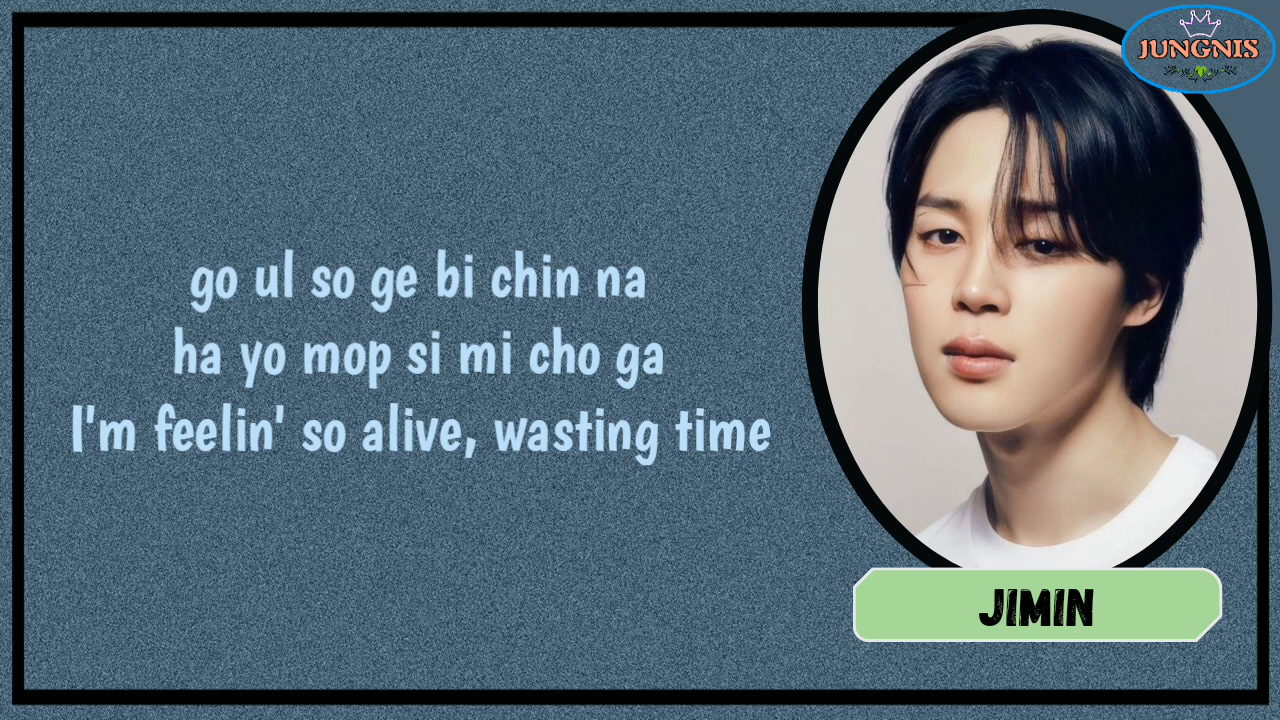 JUNGNIS
go ul so ge bi chin na
ha yo mop si mi cho ga
I'm feelin' so alive, wasting time
JIMIN